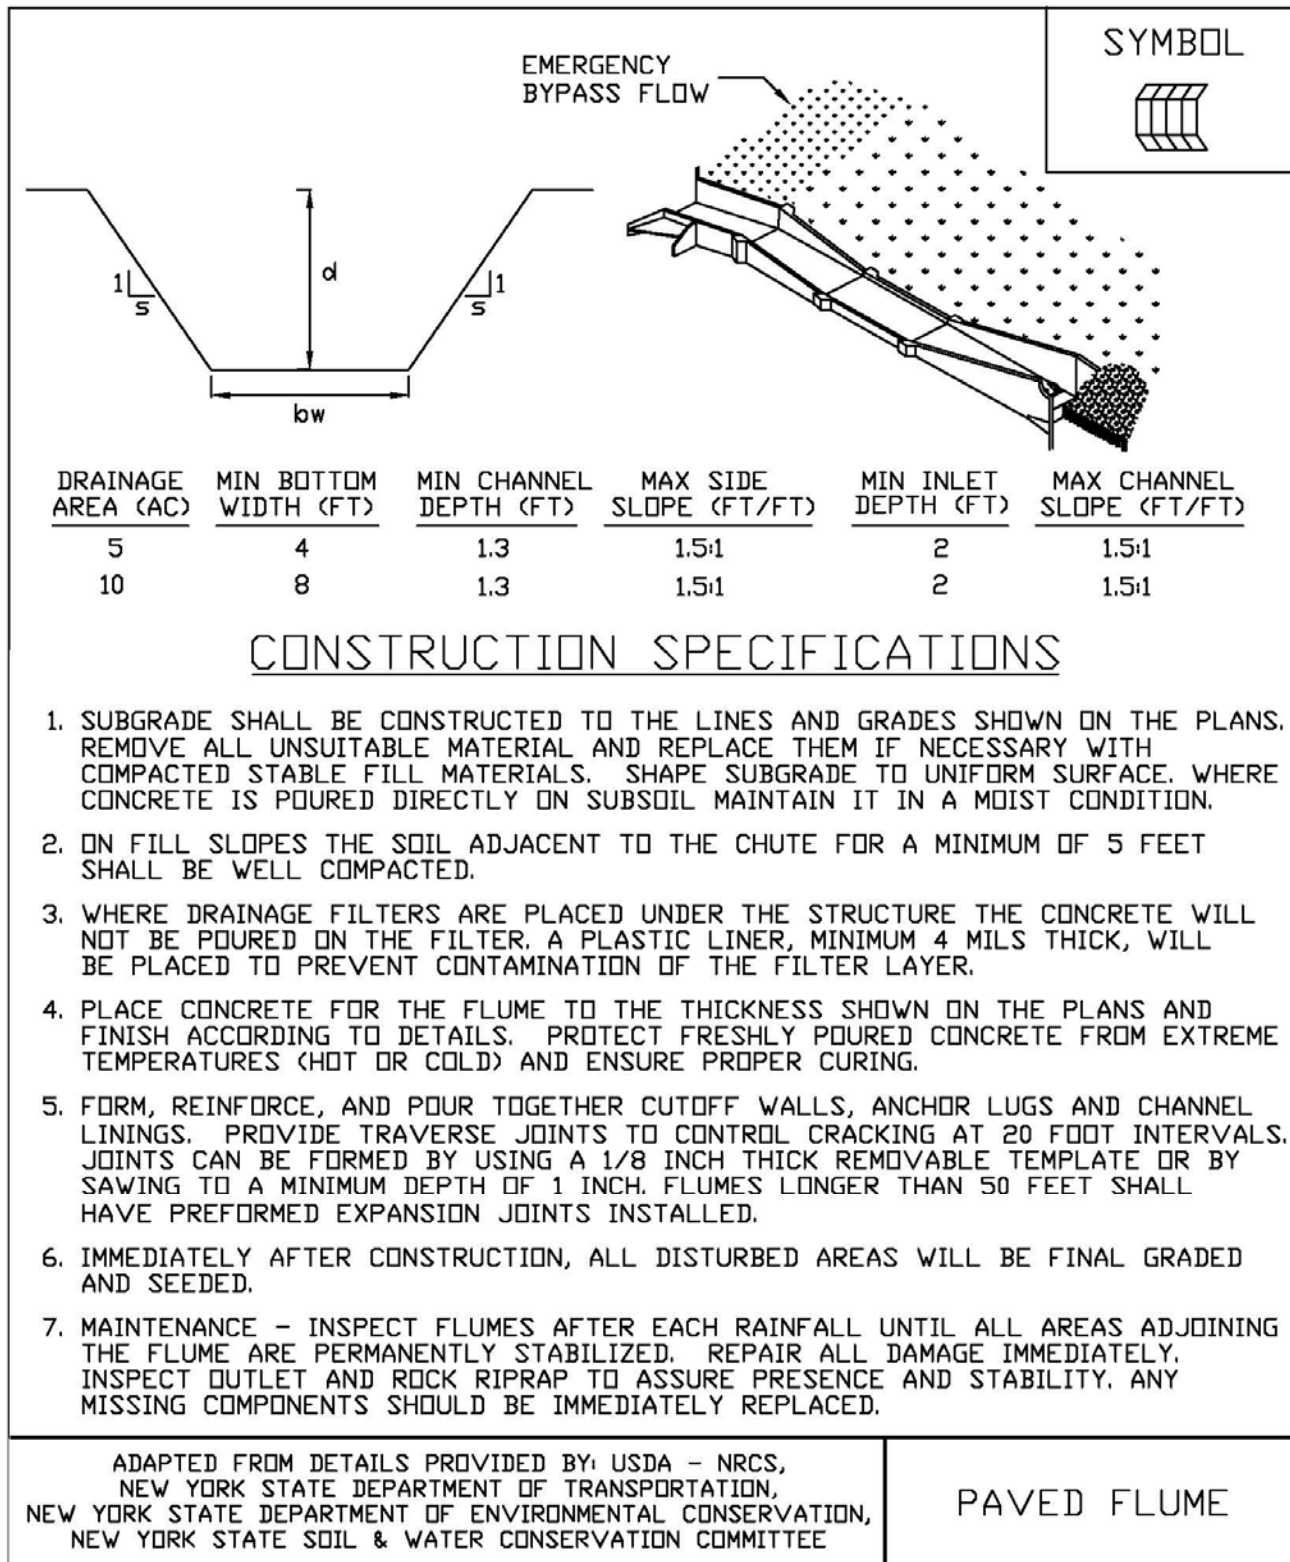 SYMBOL
EMERGENCY
BYPASS FLOW
d
1
s
1
s
bw
DRAINAGE AREA (AC) MIN BOTTOM WIDTH (FT) MIN CHANNEL DEPTH (FT) MAX SIDE SLOPE (FT/FT) MIN INLET DEPTH (FT) MAX CHANNEL SLOPE (FT/FT)
5 4 1.3 1.5:1 2 1.5:1
10 8 1.3 1.5:1 2 1.5:1
CONSTRUCTION SPECIFICATIONS
1. SUBGRADE SHALL BE CONSTRUCTED TO THE LINES AND GRADES SHOWN ON THE PLANS.
REMOVE ALL UNSUITABLE MATERIAL AND REPLACE THEM IF NECESSARY WITH
COMPACTED STABLE FILL MATERIALS. SHAPE SUBGRADE TO UNIFORM SURFACE. WHERE
CONCRETE IS POURED DIRECTLY ON SUBSOIL MAINTAIN IT IN A MOIST CONDITION.
2. ON FILL SLOPES THE SOIL ADJACENT TO THE CHUTE FOR A MINIMUM OF 5 FEET
SHALL BE WELL COMPACTED.
3. WHERE DRAINAGE FILTERS ARE PLACED UNDER THE STRUCTURE THE CONCRETE WILL
NOT BE POURED ON THE FILTER. A PLASTIC LINER, MINIMUM 4 MILS THICK, WILL
BE PLACED TO PREVENT CONTAMINATION OF THE FILTER LAYER.
4. PLACE CONCRETE FOR THE FLUME TO THE THICKNESS SHOWN ON THE PLANS AND
FINISH ACCORDING TO DETAILS. PROTECT FRESHLY POURED CONCRETE FROM EXTREME
TEMPERATURES (HOT OR COLD) AND ENSURE PROPER CURING.
5. FORM, REINFORCE, AND POUR TOGETHER CUTOFF WALLS, ANCHOR LUGS AND CHANNEL
LININGS. PROVIDE TRAVERSE JOINTS TO CONTROL CRACKING AT 20 FOOT INTERVALS.
JOINTS CAN BE FORMED BY USING A 1/8 INCH THICK REMOVABLE TEMPLATE OR BY
SAWING TO A MINIMUM DEPTH OF 1 INCH. FLUMES LONGER THAN 50 FEET SHALL
HAVE PREFORMED EXPANSION JOINTS INSTALLED.
6. IMMEDIATELY AFTER CONSTRUCTION, ALL DISTURBED AREAS WILL BE FINAL GRADED
AND SEEDED.
7. MAINTENANCE - INSPECT FLUMES AFTER EACH RAINFALL UNTIL ALL AREAS ADJOINING
THE FLUME ARE PERMANENTLY STABILIZED. REPAIR ALL DAMAGE IMMEDIATELY.
INSPECT OUTLET AND ROCK RIPRAP TO ASSURE PRESENCE AND STABILITY. ANY
MISSING COMPONENTS SHOULD BE IMMEDIATELY REPLACED.
ADAPTED FROM DETAILS PROVIDED BY: USDA - NRCS,
NEW YORK STATE DEPARTMENT OF TRANSPORTATION,
NEW YORK STATE DEPARTMENT OF ENVIRONMENTAL CONSERVATION,
NEW YORK STATE SOIL & WATER CONSERVATION COMMITTEE
PAVED FLUME